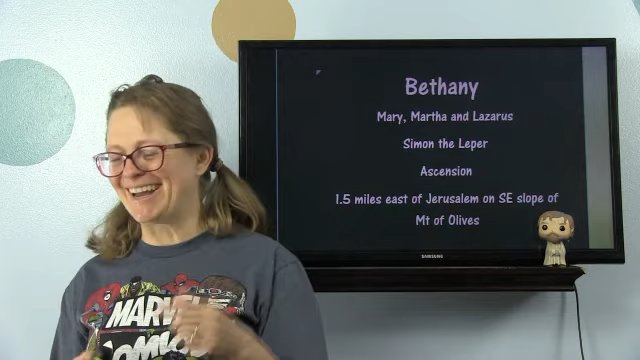 Bethany
Mary, Martha and Lazarus
Simon the Leper
Ascension
1.5 miles east of Jerusalem on SE slope of
Mt of Olives
SAMSUNG
MARVEL
COMICS